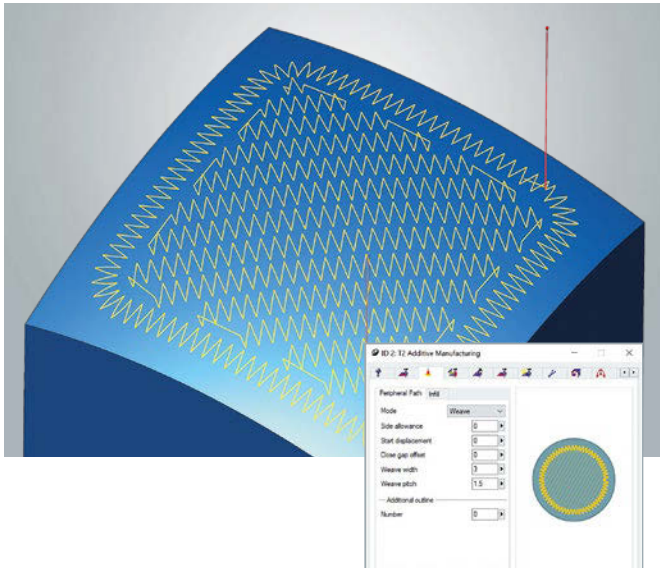 ID 2: T2 Additive Manufacturing
Peripheral Path Infill
Mode Weave
Side allowance 0
Start displacement 0
Close gap offset 0
Weave width 3
Weave pitch 1.5
Additional outline
Number 0